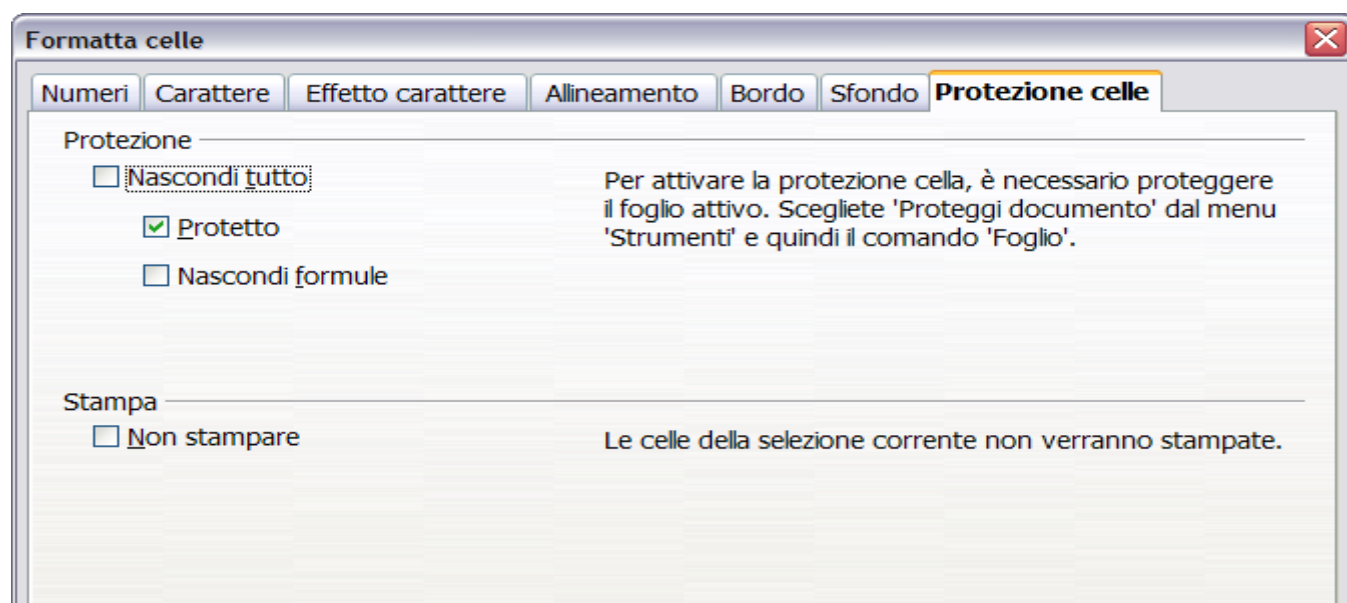 Formatta celle
Numeri Carattere Effetto carattere Allineamento Bordo Sfondo Protezione celle
Protezione
Nascondi tutto
Per attivare la protezione cella, è necessario proteggere
il foglio attivo. Scegliete 'Proteggi documento' dal menu
'Strumenti' e quindi il comando 'Foglio'.
Protetto
Nascondi formule
Stampa
Non stampare
Le celle della selezione corrente non verranno stampate.